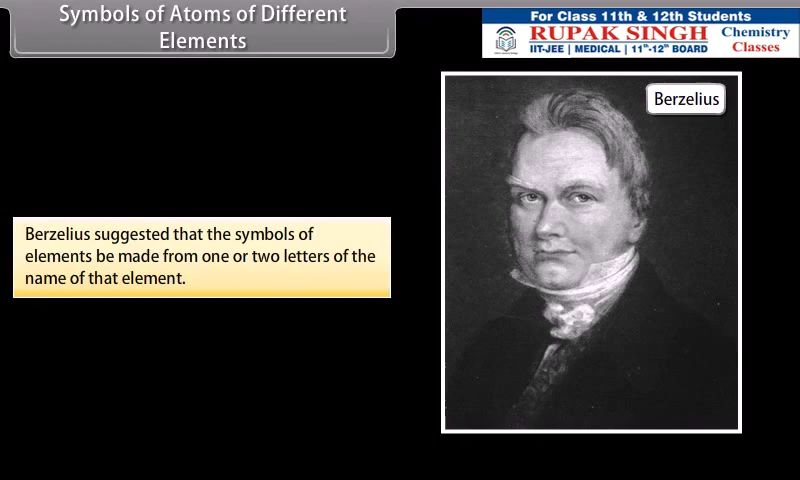 Symbols of Atoms of Different
Elements
For Class 11th & 12th Students
RUPAK SINGH
IIT-JEE | MEDICAL | 11th-12th BOARD
Chemistry
Classes
Berzelius
Berzelius suggested that the symbols of
elements be made from one or two letters of the
name of that element.